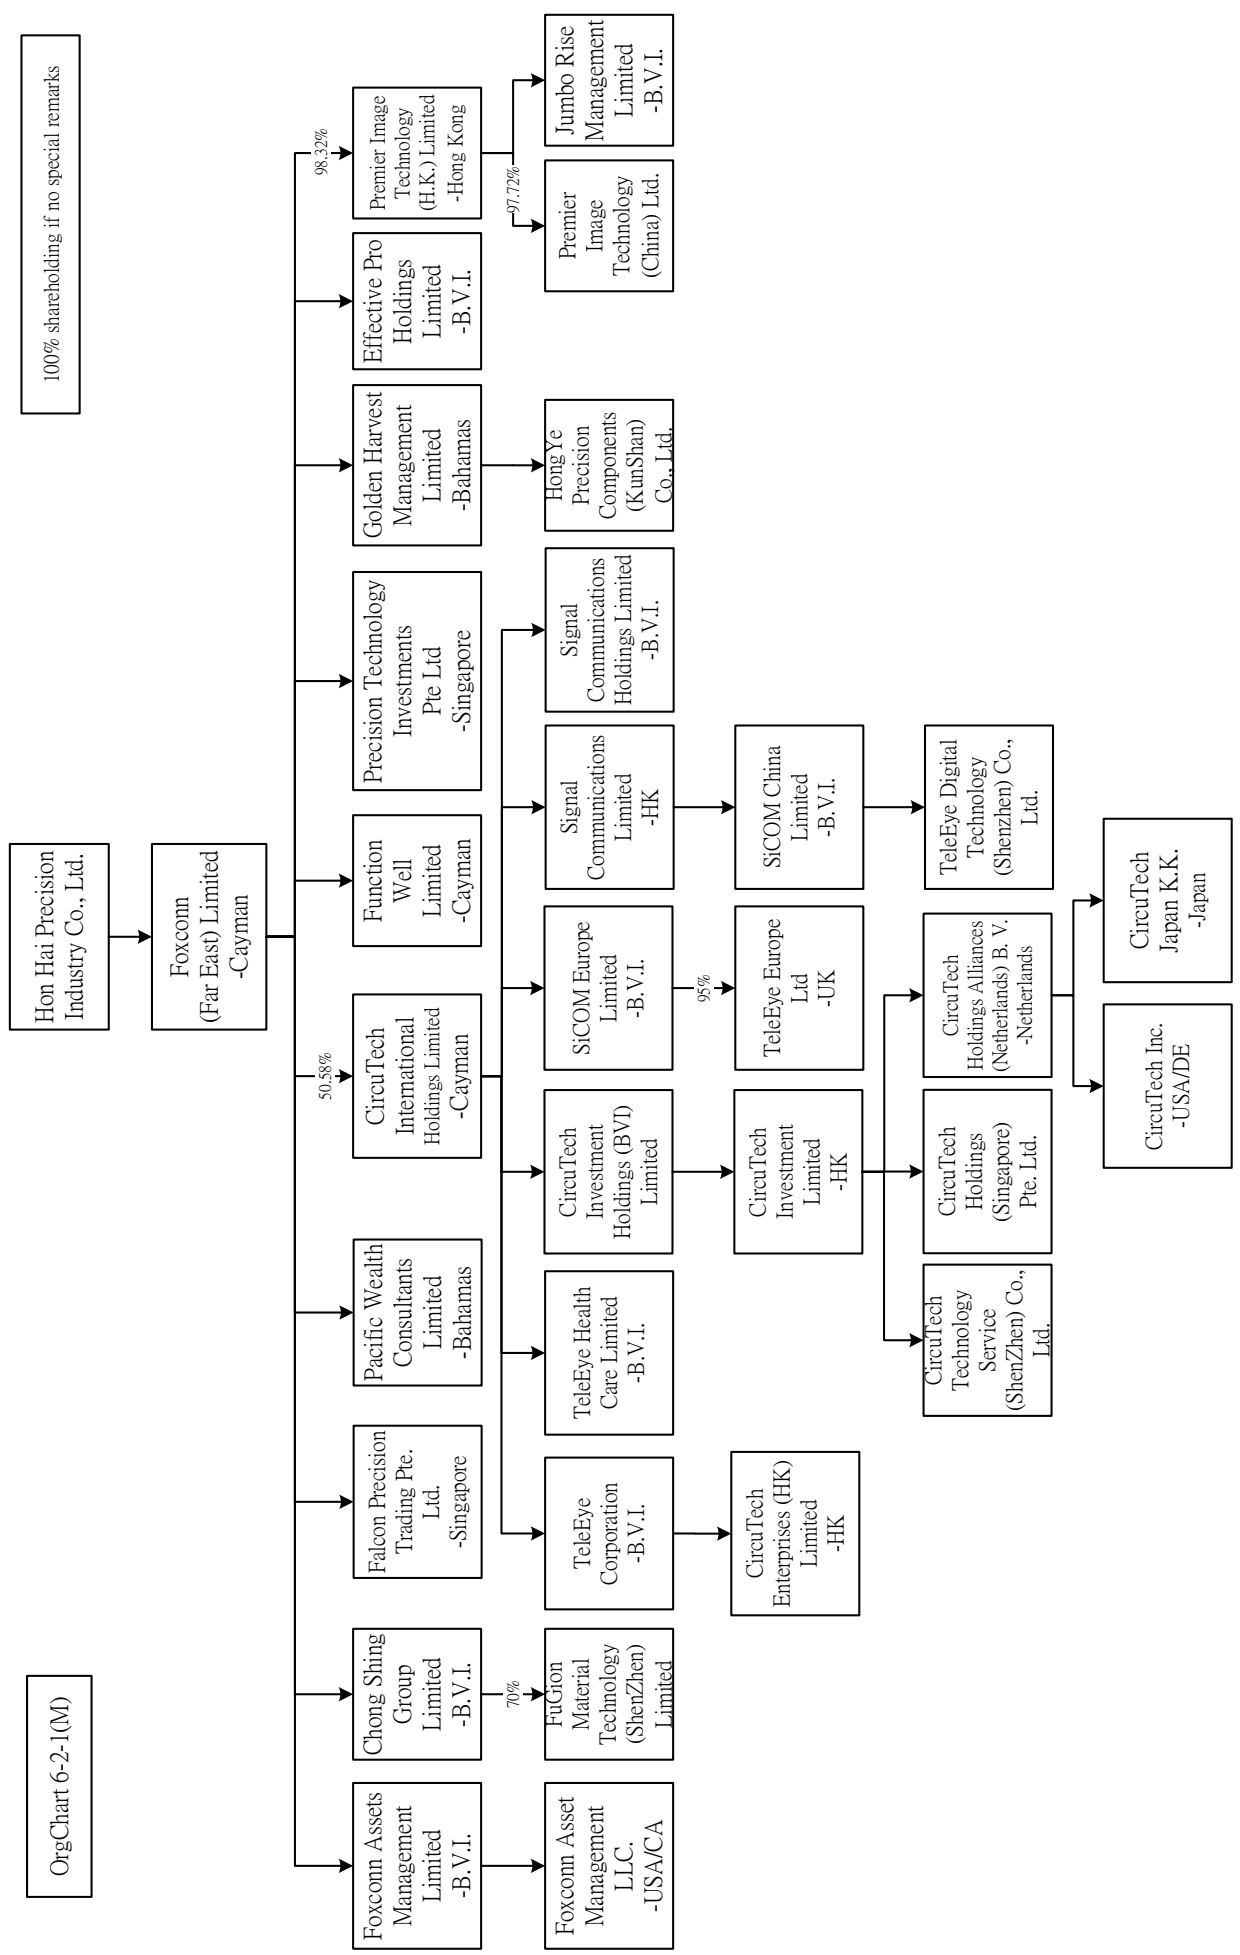 OrgChart 6-2-1(M)
100% shareholding if no special remarks
Hon Hai Precision
Industry Co., Ltd.
Foxconn
(Far East) Limited
-Cayman
Foxconn Assets
Management
Limited
-B.V.I.
Chong Shing
Group
Limited
-B.V.I.
Falcon Precision
Trading Pte.
Ltd.
-Singapore
Pacific Wealth
Consultants
Limited
-Bahamas
50.58%
CircuTech
International
Holdings Limited
-Cayman
Function
Well
Limited
-Cayman
Precision Technology
Investments
Pte Ltd
-Singapore
Golden Harvest
Management
Limited
-Bahamas
Effective Pro
Holdings
Limited
-B.V.I.
98.32%
Premier Image
Technology
(H.K.) Limited
-Hong Kong
Foxconn Asset
Management
LLC.
-USA/CA
70%
FuGion
Material
Technology
(ShenZhen)
Limited
TeleEye
Corporation
-B.V.I.
TeleEye Health
Care Limited
-B.V.I.
CircuTech
Investment
Holdings (BVI)
Limited
SiCOM Europe
Limited
-B.V.I.
Signal
Communications
Limited
-HK
Signal
Communications
Holdings Limited
-B.V.I.
HongYe
Precision
Components
(KunShan)
Co., Ltd.
97.72%
Premier
Image
Technology
(China) Ltd.
Jumbo Rise
Management
Limited
-B.V.I.
CircuTech
Enterprises (HK)
Limited
-HK
CircuTech
Investment
Limited
-HK
95%
TeleEye Europe
Ltd
-UK
SiCOM China
Limited
-B.V.I.
CircuTech
Technology
Service
(ShenZhen) Co.,
Ltd.
CircuTech
Holdings
(Singapore)
Pte. Ltd.
CircuTech
Holdings Alliances
(Netherlands) B. V.
-Netherlands
TeleEye Digital
Technology
(Shenzhen) Co.,
Ltd.
CircuTech Inc.
-USA/DE
CircuTech
Japan K.K.
-Japan